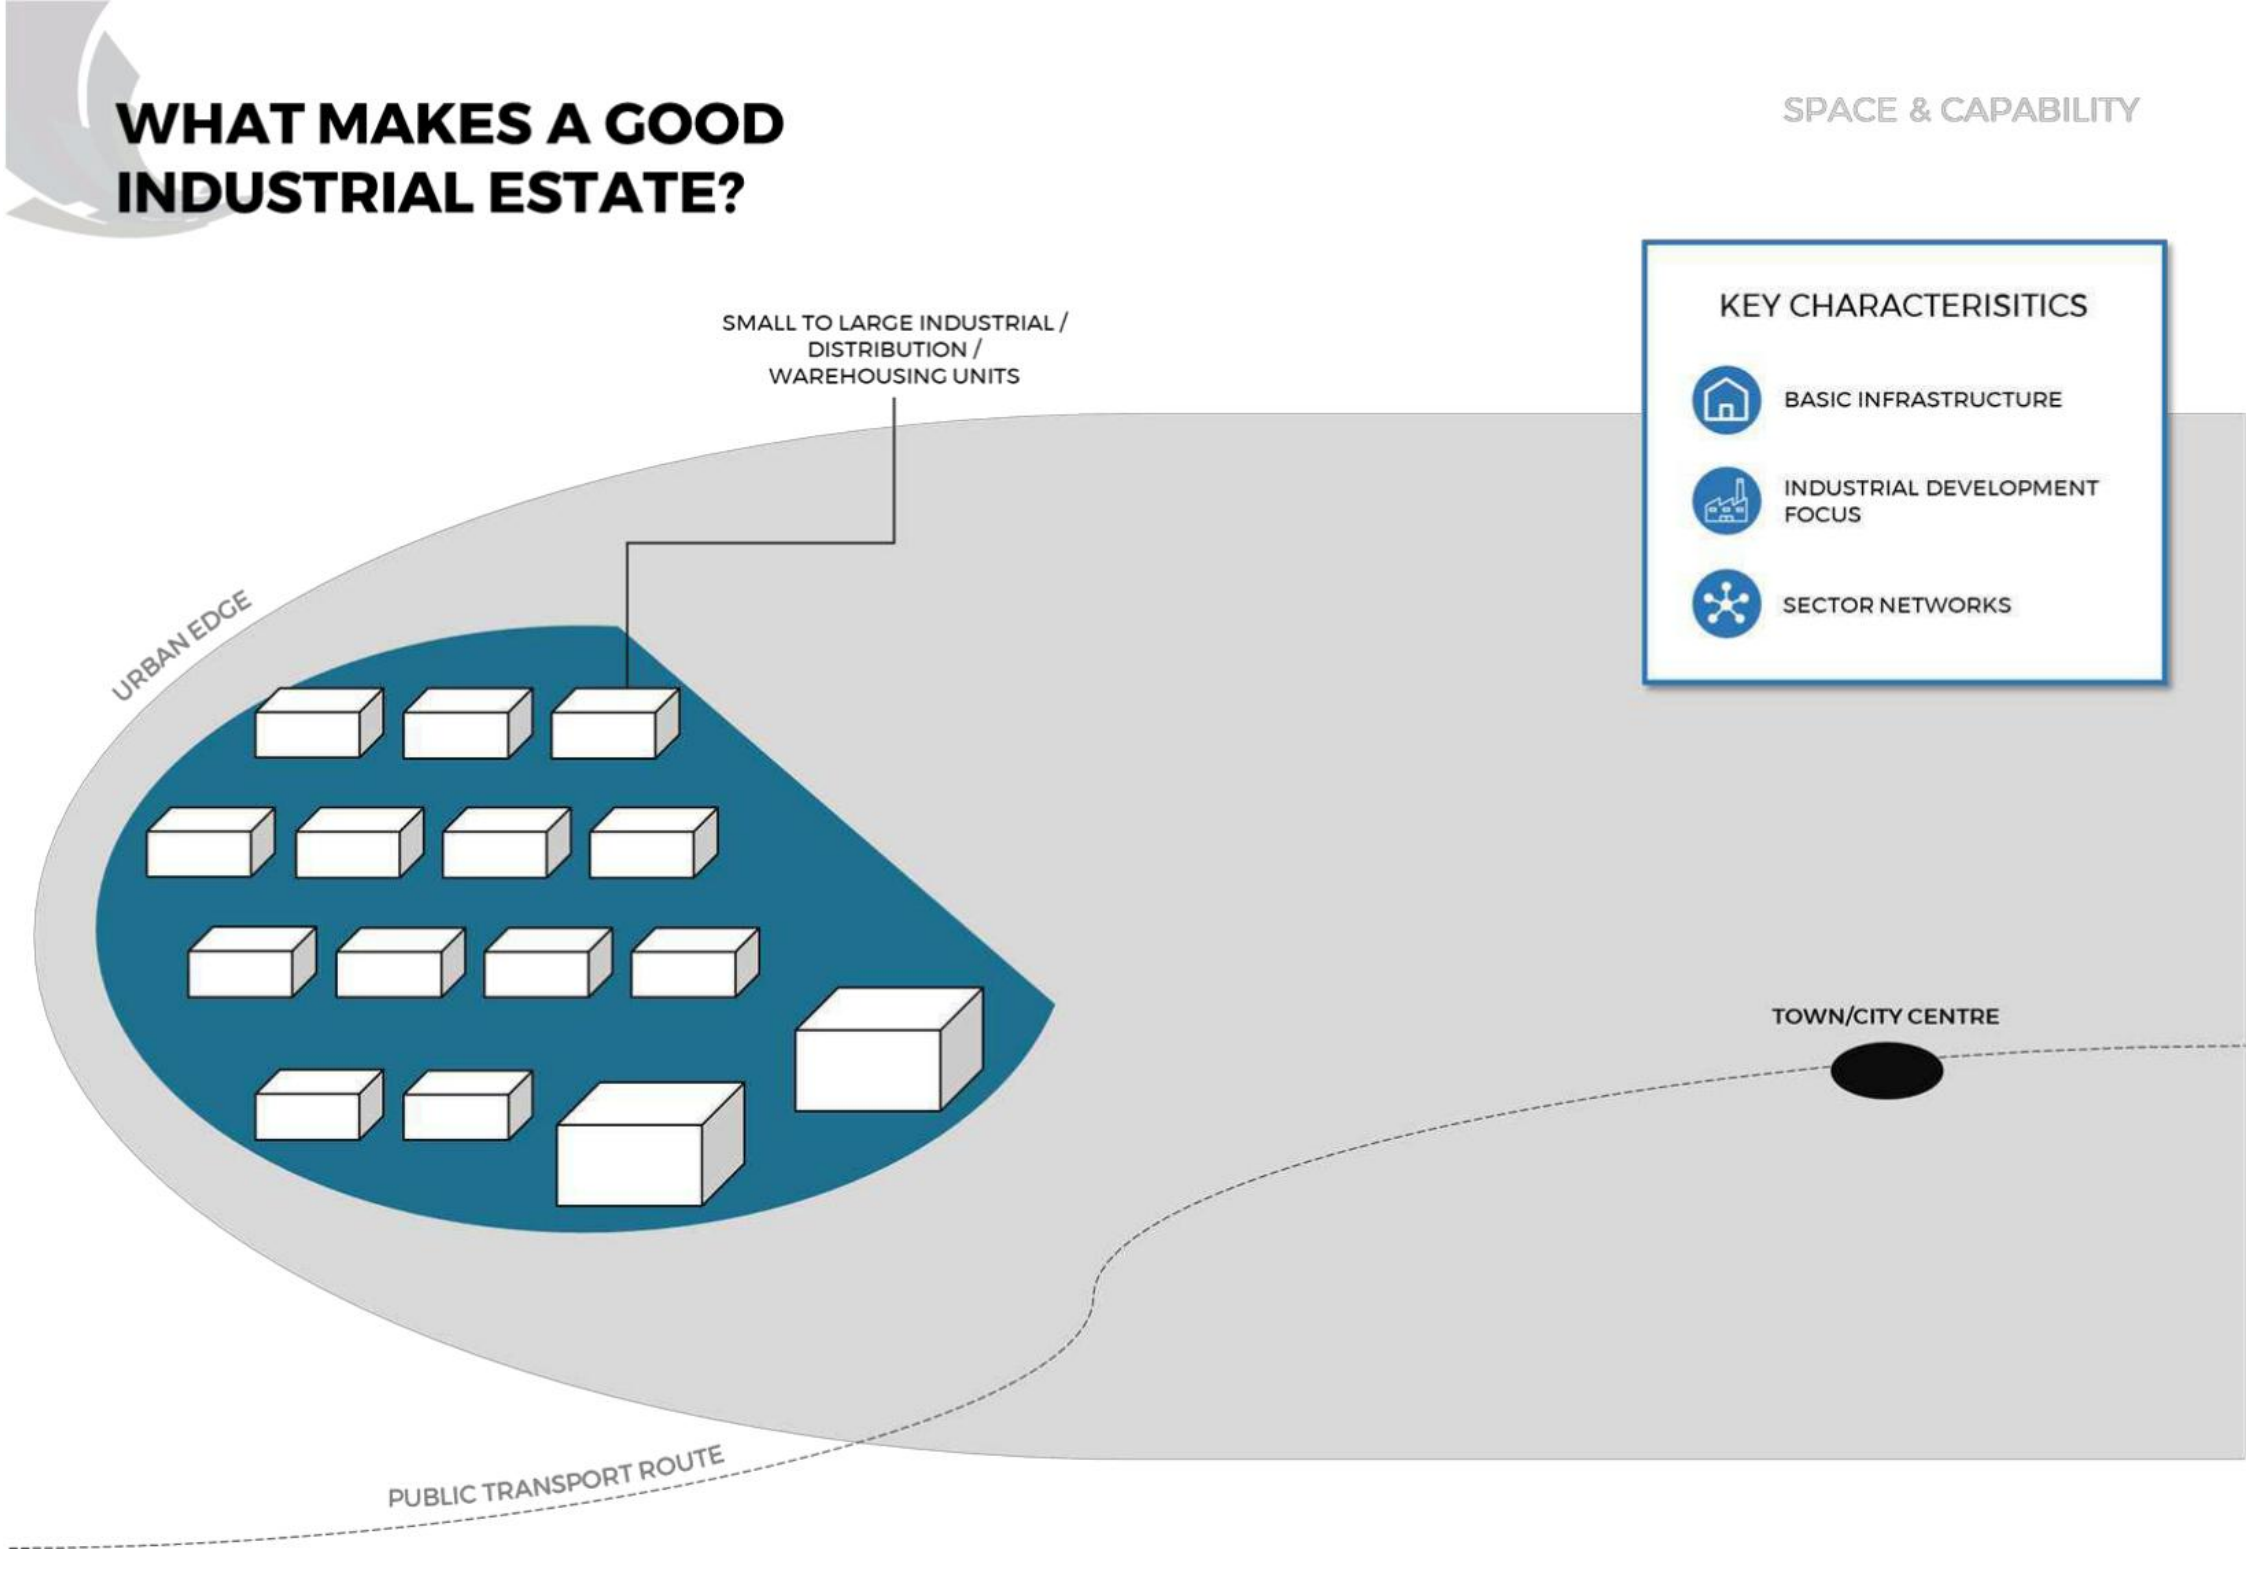 WHAT MAKES A GOOD
INDUSTRIAL ESTATE?
SPACE & CAPABILITY
KEY CHARACTERISITICS
BASIC INFRASTRUCTURE
INDUSTRIAL DEVELOPMENT
FOCUS
SECTOR NETWORKS
SMALL TO LARGE INDUSTRIAL /
DISTRIBUTION /
WAREHOUSING UNITS
URBAN EDGE
TOWN/CITY CENTRE
PUBLIC TRANSPORT ROUTE